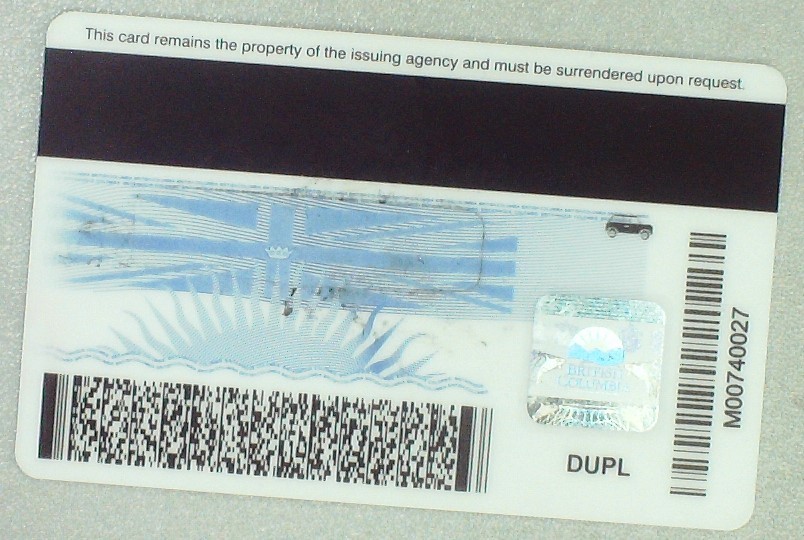 This card remains the property of the issuing agency and must be surrendered upon request.
BRITISH
COLUMBIA
DUPL
M00740027